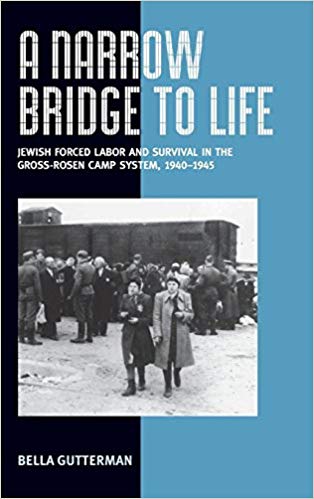 A NARROW
BRIDGE TO LIFE
JEWISH FORCED LABOR AND SURVIVAL IN THE
GROSS-ROSEN CAMP SYSTEM, 1940–1945
BELLA GUTTERMAN